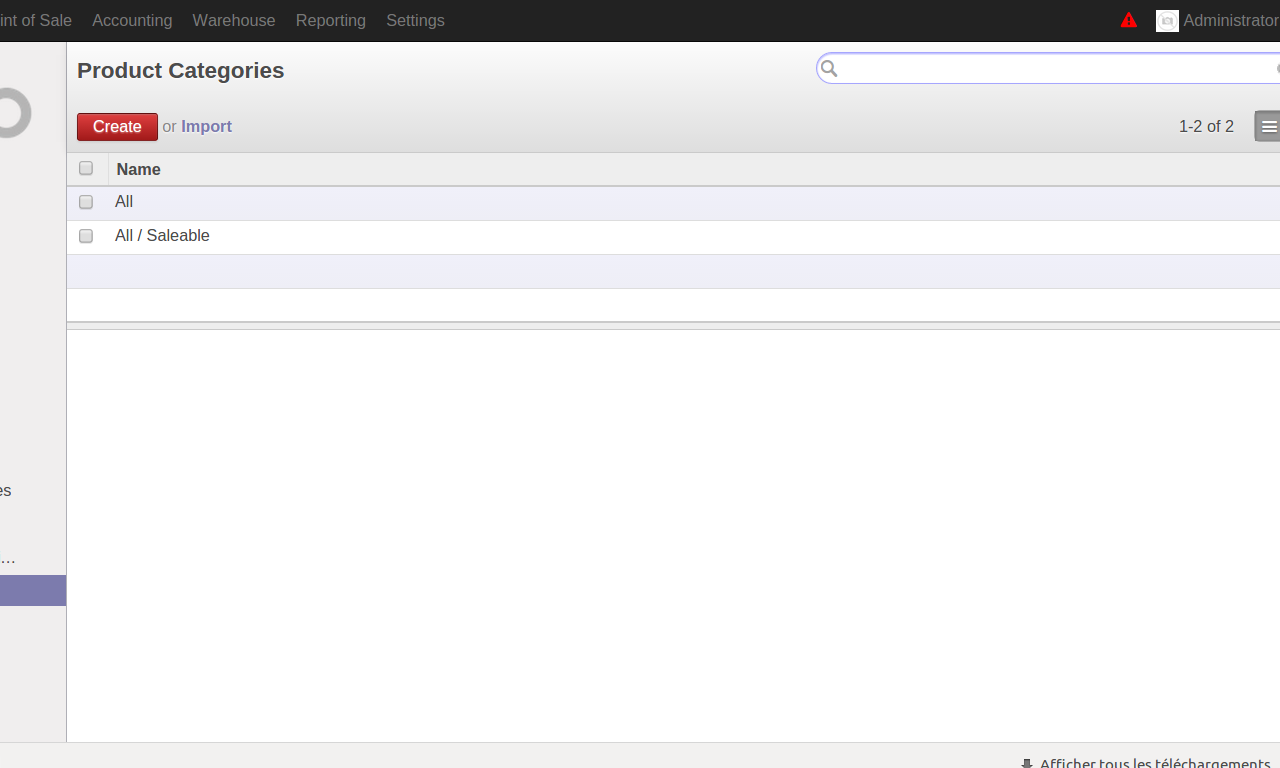 int of Sale Accounting Warehouse Reporting Settings Administrator
Product Categories
Create or Import 1-2 of 2
Name
All
All / Saleable
es
...
Afficher tous les téléchargements